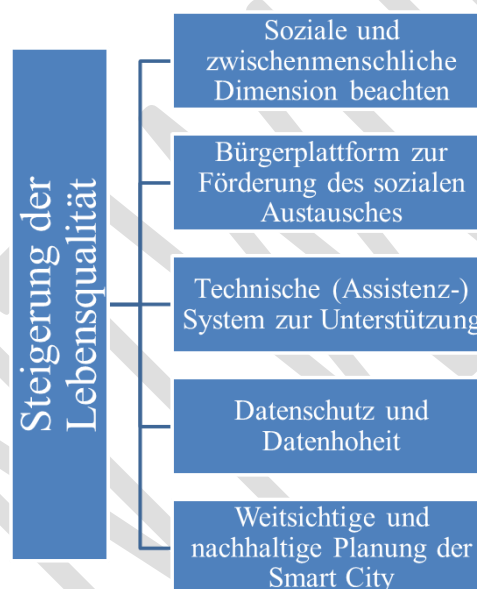 Steigerung der
Lebensqualität
Soziale und
zwischenmenschliche
Dimension beachten
Bürgerplattform zur
Förderung des sozialen
Austausches
Technische (Assistenz-)
System zur Unterstützung
Datenschutz und
Datenhoheit
Weitsichtige und
nachhaltige Planung der
Smart City